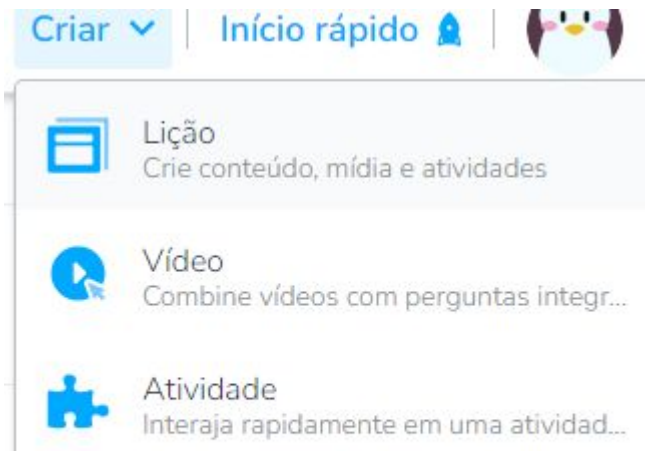 Criar Início rápido
Lição
Crie conteúdo, mídia e atividades
Vídeo
Combine vídeos com perguntas integr...
Atividade
Interaja rapidamente em uma atividad...